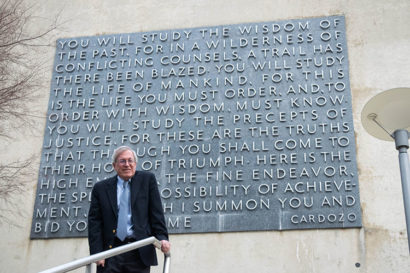 YOU WILL STUDY THE WISDOM OF
THE PAST, FOR IN A WILDERNESS OF
CONFLICTING COUNSELS, A TRAIL HAS
THERE BEEN BLAZED. YOU WILL STUDY
THE LIFE OF MANKIND, FOR THIS
IS THE LIFE YOU MUST ORDER, AND, TO
ORDER WITH WISDOM, MUST KNOW.
YOU WILL STUDY THE PRECEPTS OF
JUSTICE, FOR THESE ARE THE TRUTHS
THAT THROUGH YOU SHALL COME TO
THEIR HOUR OF TRIUMPH. HERE IS THE
HIGH THE FINE ENDEAVOR,
THE SP POSSIBILITY OF ACHIEVE
MENT, H I SUMMON YOU AND
BID YO ME CARDOZO